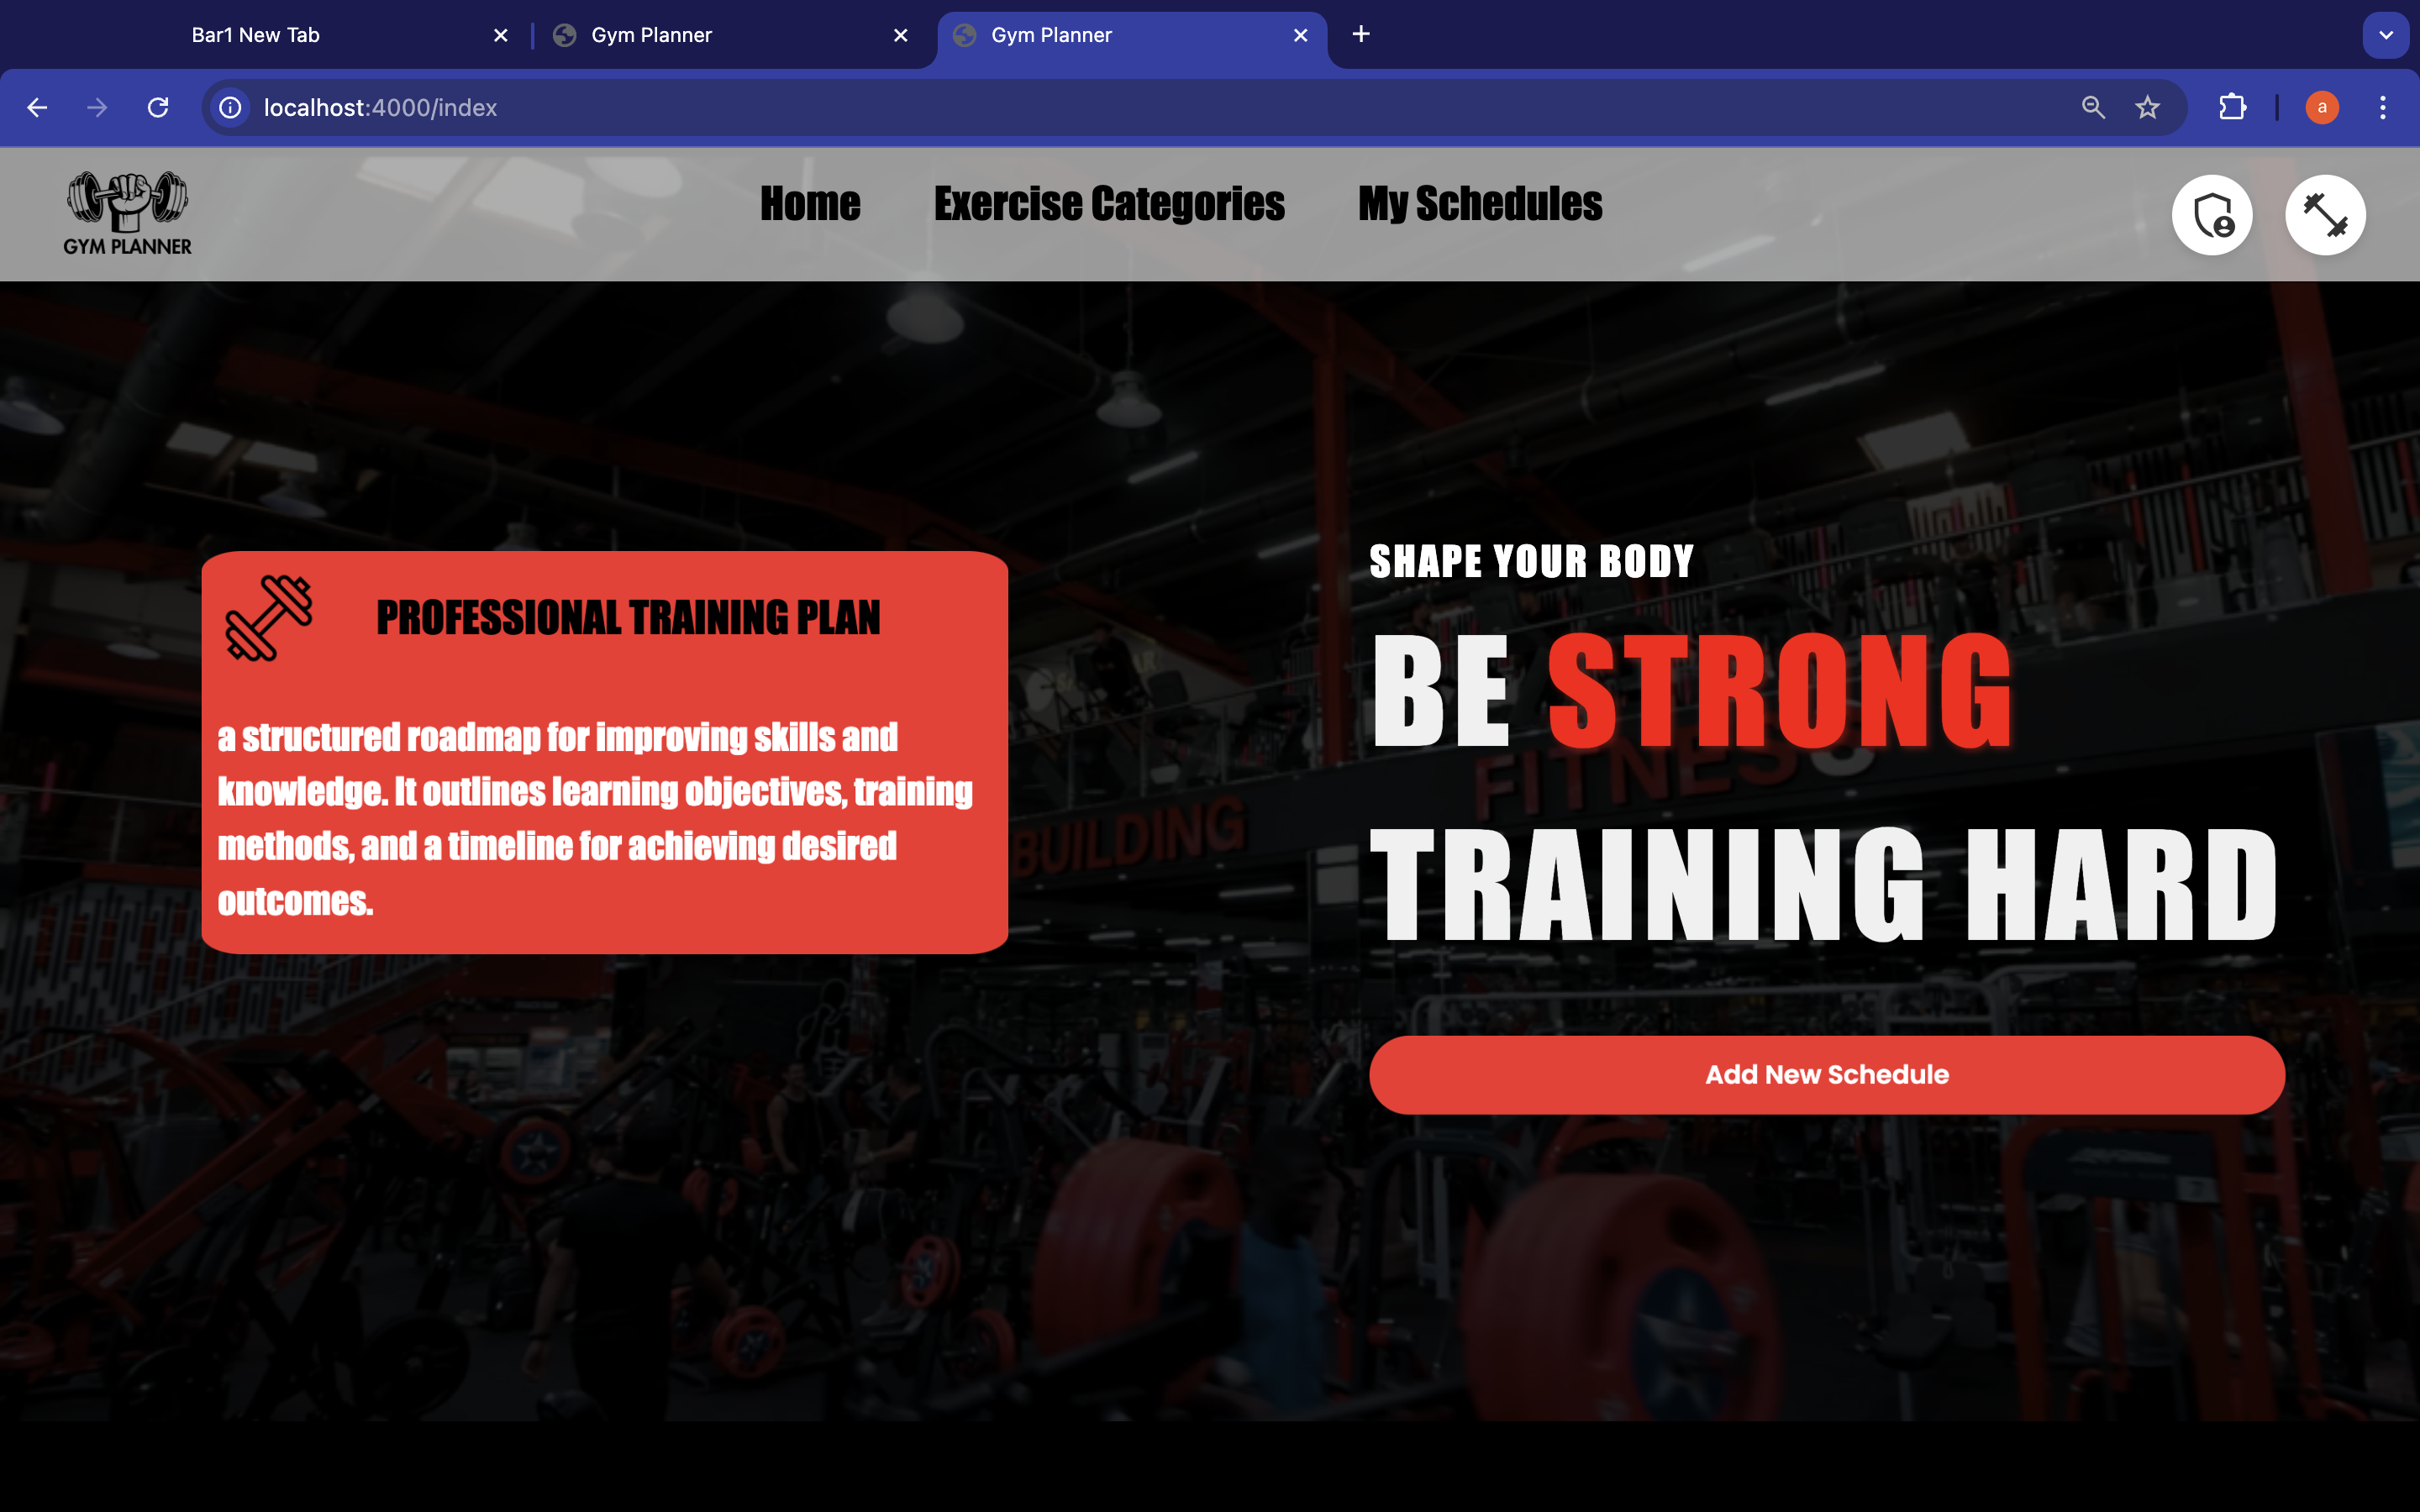 Bar1 New Tab
Gym Planner
Gym Planner
localhost:4000/index
a
GYM PLANNER
Home
Exercise Categories
My Schedules
PROFESSIONAL TRAINING PLAN
a structured roadmap for improving skills and
knowledge. It outlines learning objectives, training
methods, and a timeline for achieving desired
outcomes.
SHAPE YOUR BODY
BE STRONG
FITNESS
BUILDING
TRAINING HARD
Add New Schedule